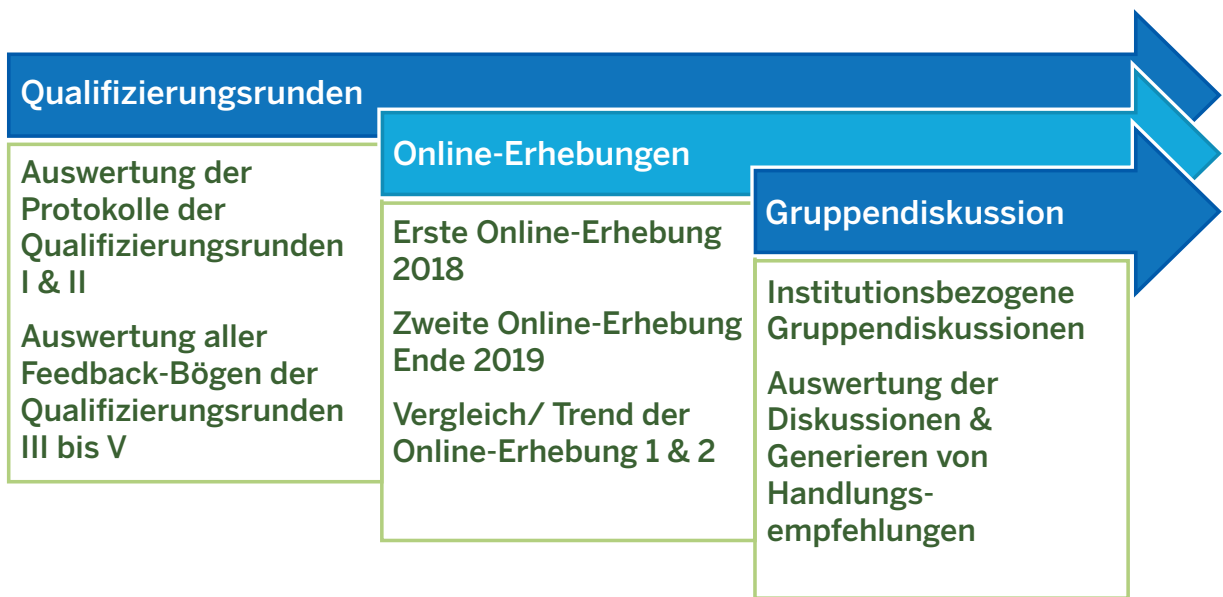 Qualifizierungsrunden
Auswertung der
Protokolle der
Qualifizierungsrunden
I & II
Auswertung aller
Feedback-Bögen der
Qualifizierungsrunden
III bis V
Online-Erhebungen
Erste Online-Erhebung
2018
Zweite Online-Erhebung
Ende 2019
Vergleich/ Trend der
Online-Erhebung 1 & 2
Gruppendiskussion
Institutionsbezogene
Gruppendiskussionen
Auswertung der
Diskussionen &
Generieren von
Handlungs-
empfehlungen